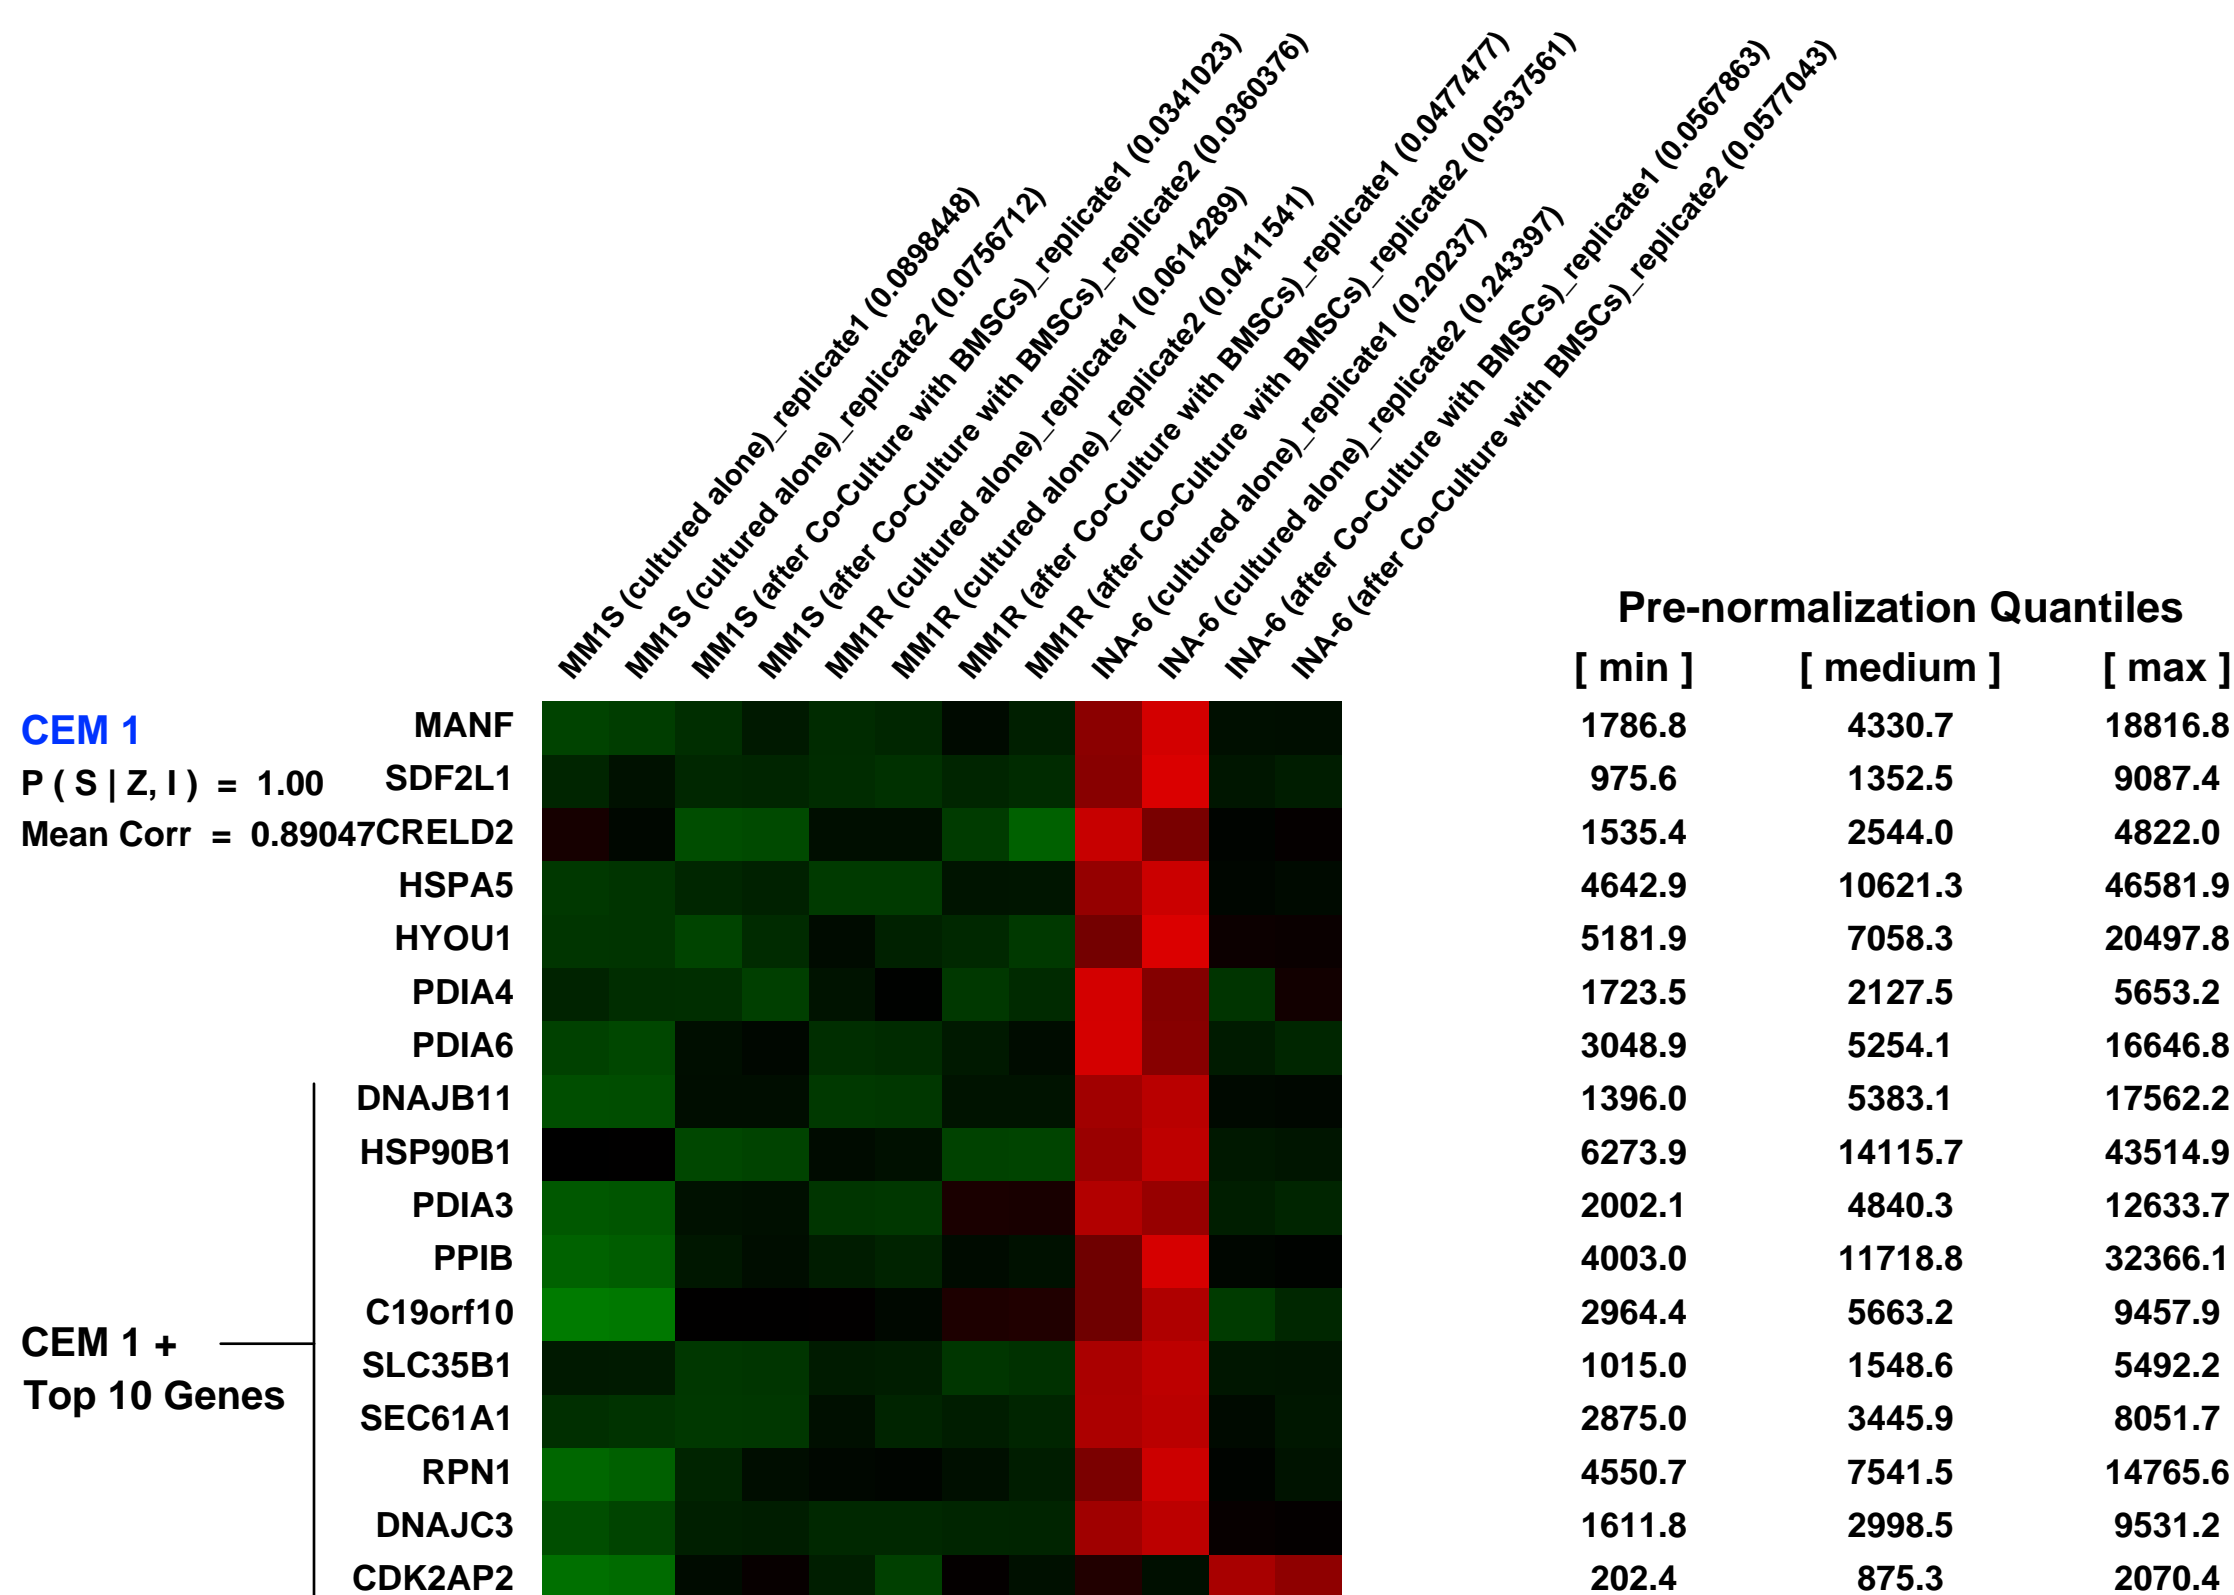 MM1S (cultured alone)_replicate1 (0.0898448)
MM1S (cultured alone)_replicate2 (0.0756712)
MM1S (after Co-Culture with BMSCs)_replicate1 (0.0341023)
MM1S (after Co-Culture with BMSCs)_replicate2 (0.0360376)
MM1R (cultured alone)_replicate1 (0.0614289)
MM1R (cultured alone)_replicate2 (0.0411541)
MM1R (after Co-Culture with BMSCs)_replicate1 (0.0477477)
MM1R (after Co-Culture with BMSCs)_replicate2 (0.0537561)
INA-6 (cultured alone)_replicate1 (0.20237)
INA-6 (cultured alone)_replicate2 (0.243397)
INA-6 (after Co-Culture with BMSCs)_replicate1 (0.0567863)
INA-6 (after Co-Culture with BMSCs)_replicate2 (0.0577043)
Pre-normalization Quantiles
[ min ] [ medium ] [ max ]
CEM 1 MANF 1786.8 4330.7 18816.8
P ( S | Z, I ) = 1.00 SDF2L1 975.6 1352.5 9087.4
Mean Corr = 0.89047 CRELD2 1535.4 2544.0 4822.0
HSPA5 4642.9 10621.3 46581.9
HYOU1 5181.9 7058.3 20497.8
PDIA4 1723.5 2127.5 5653.2
PDIA6 3048.9 5254.1 16646.8
DNAJB11 1396.0 5383.1 17562.2
HSP90B1 6273.9 14115.7 43514.9
PDIA3 2002.1 4840.3 12633.7
PPIB 4003.0 11718.8 32366.1
C19orf10 2964.4 5663.2 9457.9
CEM 1 +
Top 10 Genes
SLC35B1 1015.0 1548.6 5492.2
SEC61A1 2875.0 3445.9 8051.7
RPN1 4550.7 7541.5 14765.6
DNAJC3 1611.8 2998.5 9531.2
CDK2AP2 202.4 875.3 2070.4